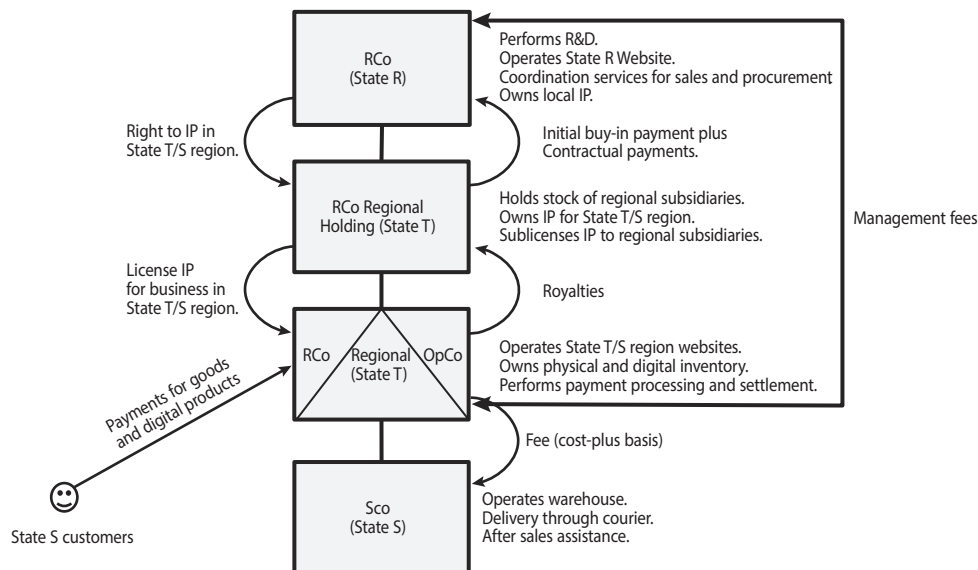 RCo
(State R)
Performs R&D.
Operates State R Website.
Coordination services for sales and procurement.
Owns local IP.
Right to IP in
State T/S region.
Initial buy-in payment plus
Contractual payments.
RCo Regional
Holding (State T)
Holds stock of regional subsidiaries.
Owns IP for State T/S region.
Sublicenses IP to regional subsidiaries.
Management fees
License IP
for business in
State T/S region.
Royalties
RCo Regional OpCo
(State T)
Operates State T/S region websites.
Owns physical and digital inventory.
Performs payment processing and settlement.
Payments for goods
and digital products
Fee (cost-plus basis)
Sco
(State S)
Operates warehouse.
Delivery through courier.
After sales assistance.
State S customers